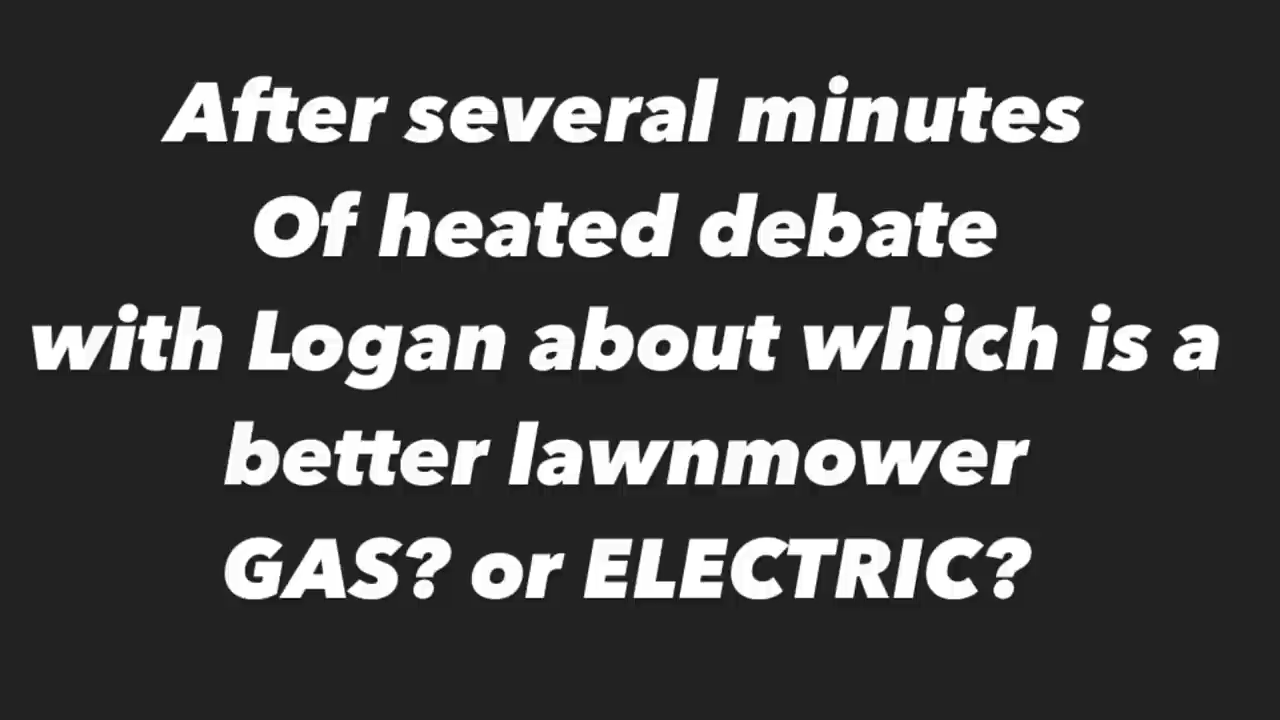 After several minutes
Of heated debate
with Logan about which is a
better lawnmower
GAS? or ELECTRIC?